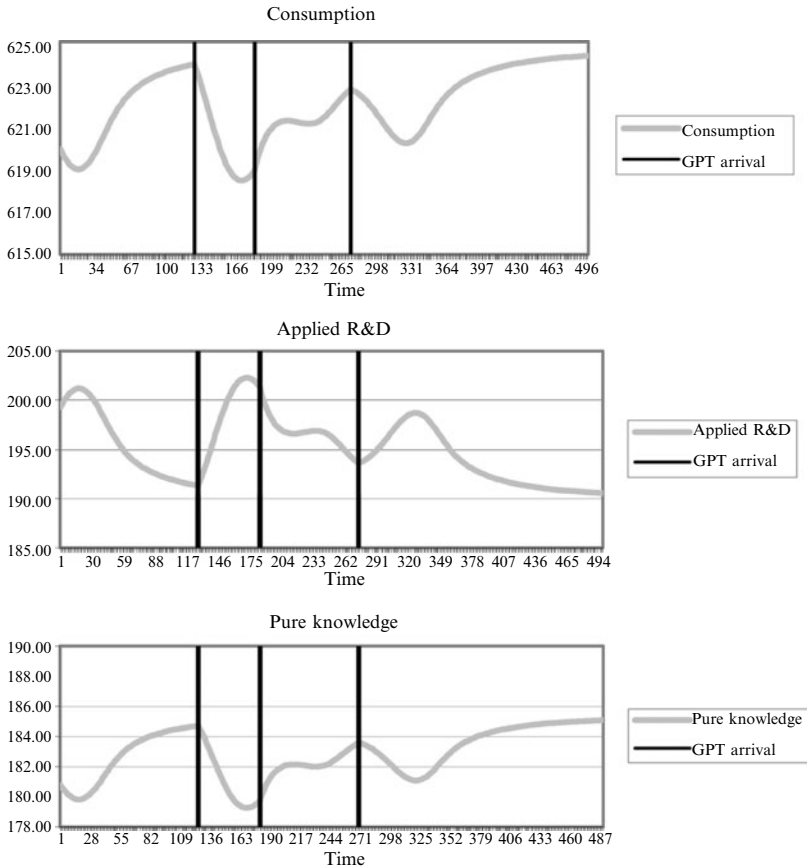 Consumption
625.00
623.00
621.00
619.00
617.00
615.00
1 34 67 100 133 166 199 232 265 298 331 364 397 430 463 496
Time
Consumption
GPT arrival
Applied R&D
205.00
200.00
195.00
190.00
185.00
1 30 59 88 117 146 175 204 233 262 291 320 349 378 407 436 465 494
Time
Applied R&D
GPT arrival
Pure knowledge
190.00
188.00
186.00
184.00
182.00
180.00
178.00
1 28 55 82 109 136 163 190 217 244 271 298 325 352 379 406 433 460 487
Time
Pure knowledge
GPT arrival